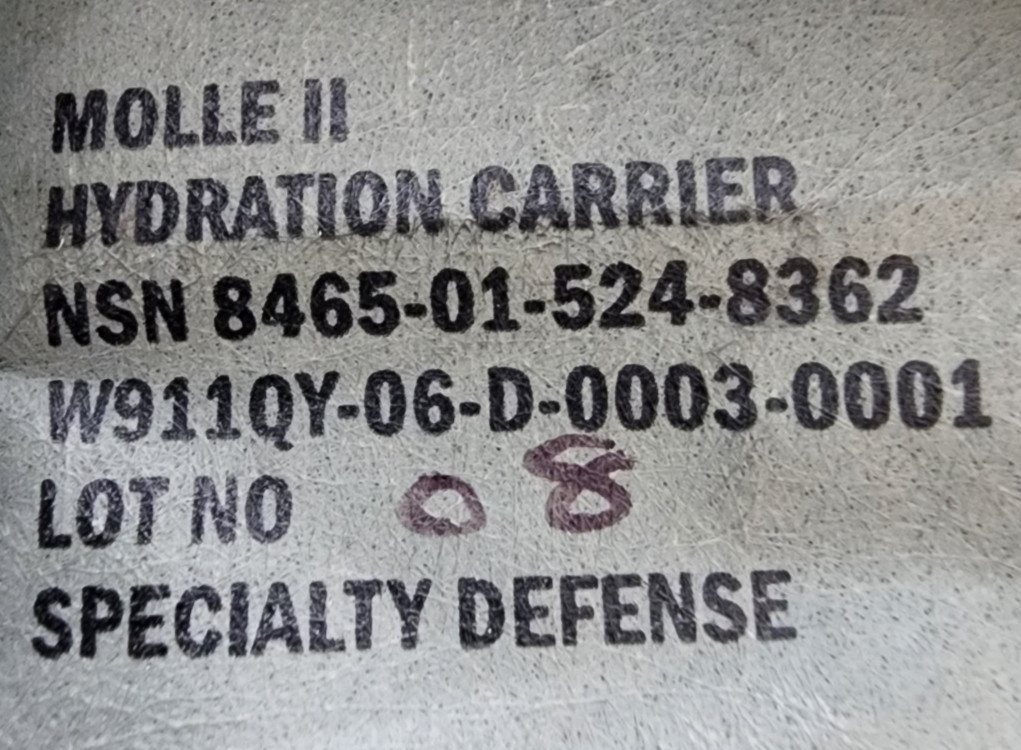 MOLLE II
HYDRATION CARRIER
NSN 8465-01-524-8362
W911QY-06-D-0003-0001
LOT NO 08
SPECIALTY DEFENSE